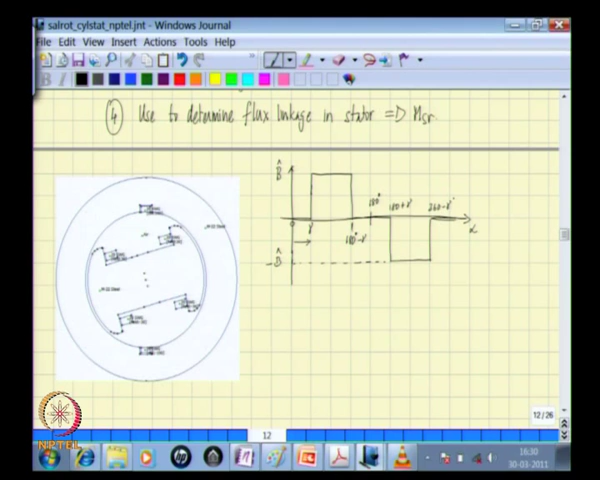 salrot_cylstat_nptel.jnt - Windows Journal
File Edit View Insert Actions Tools Help
④ Use to determine flux linkage in stator ⇒ Msr
B̂
180° 180+γ 360-γ
0 γ 180°-γ α
-B̂
12/26
NPTEL
12
16:30
30-03-2011